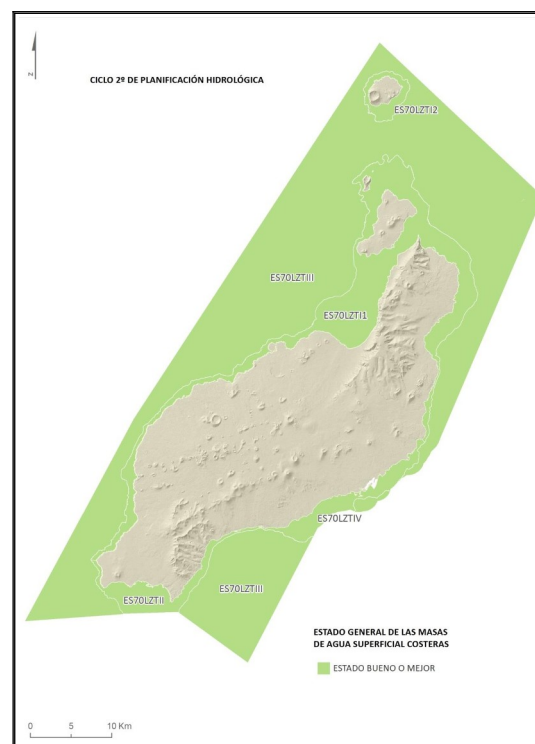 N
CICLO 2º DE PLANIFICACIÓN HIDROLÓGICA
ES70LZTI2
ES70LZTIII
ES70LZTI1
ES70LZTIV
ES70LZTIII
ES70LZTII
ESTADO GENERAL DE LAS MASAS
DE AGUA SUPERFICIAL COSTERAS
ESTADO BUENO O MEJOR
0 5 10 Km